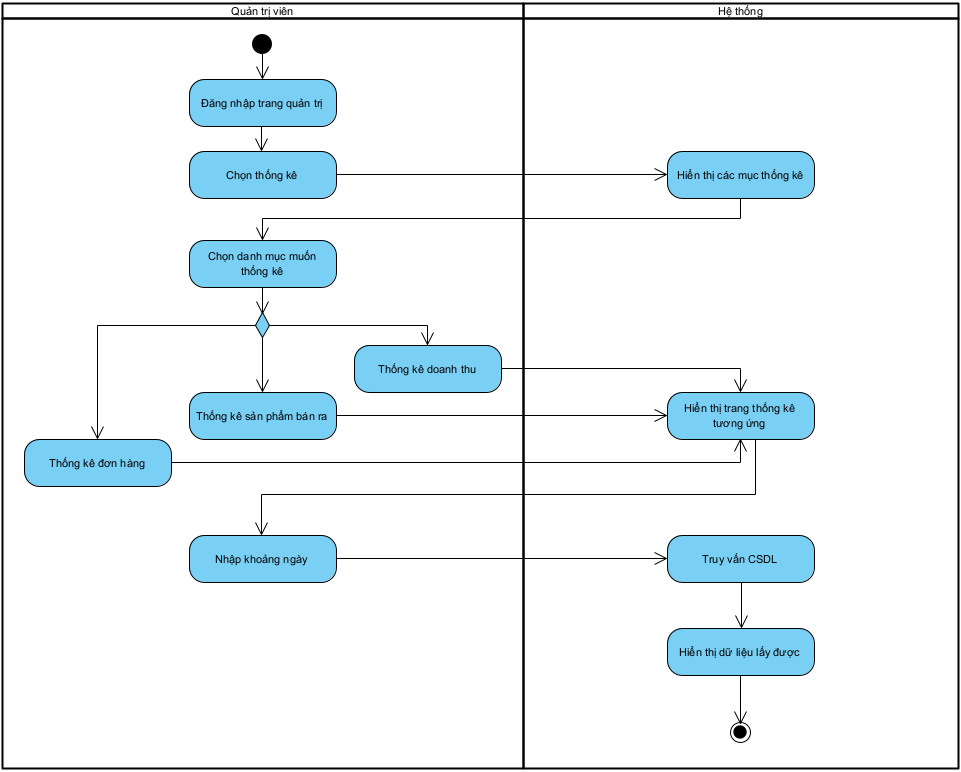 Quản trị viên
Hệ thống
Đăng nhập trang quản trị
Chọn thống kê
Hiển thị các mục thống kê
Chọn danh mục muốn
thống kê
Thống kê doanh thu
Thống kê sản phẩm bán ra
Hiển thị trang thống kê
tương ứng
Thống kê đơn hàng
Nhập khoảng ngày
Truy vấn CSDL
Hiển thị dữ liệu lấy được